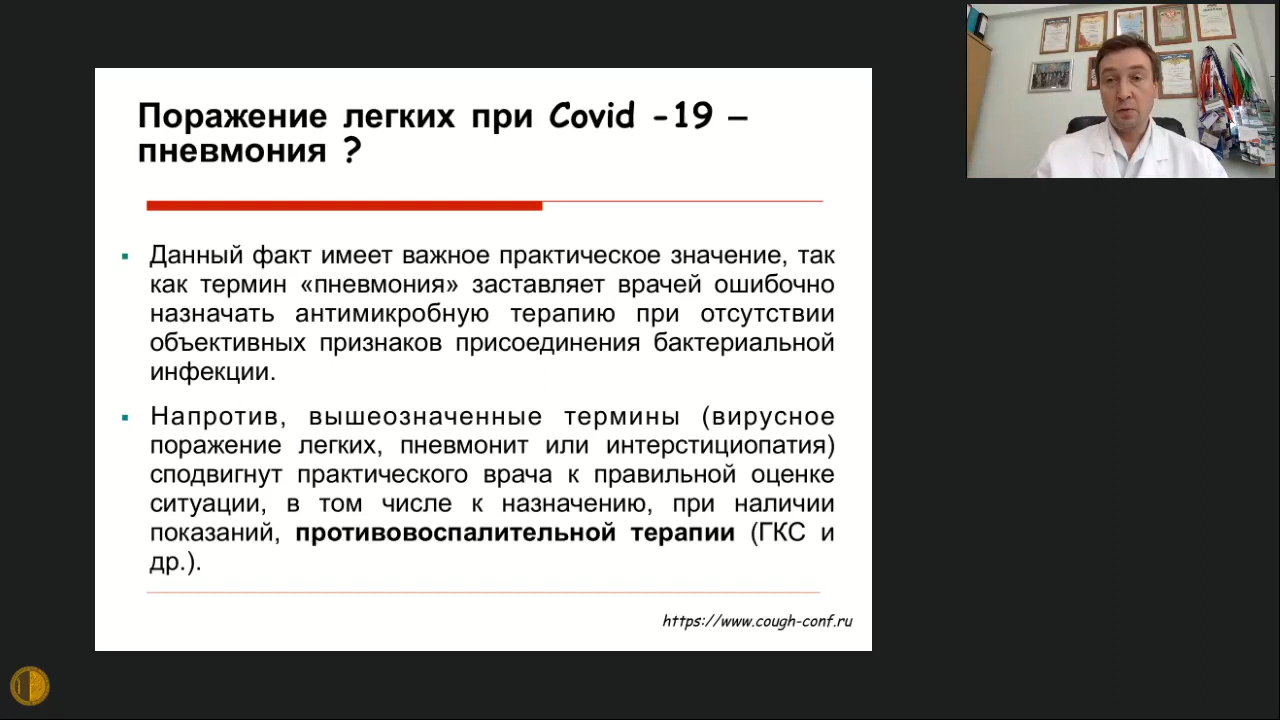 Поражение легких при Covid -19 –
пневмония ?
Данный факт имеет важное практическое значение, так
как термин «пневмония» заставляет врачей ошибочно
назначать антимикробную терапию при отсутствии
объективных признаков присоединения бактериальной
инфекции.
Напротив, вышеозначенные термины (вирусное
поражение легких, пневмонит или интерстициопатия)
сподвигнут практического врача к правильной оценке
ситуации, в том числе к назначению, при наличии
показаний, противовоспалительной терапии (ГКС и
др.).
https://www.cough-conf.ru